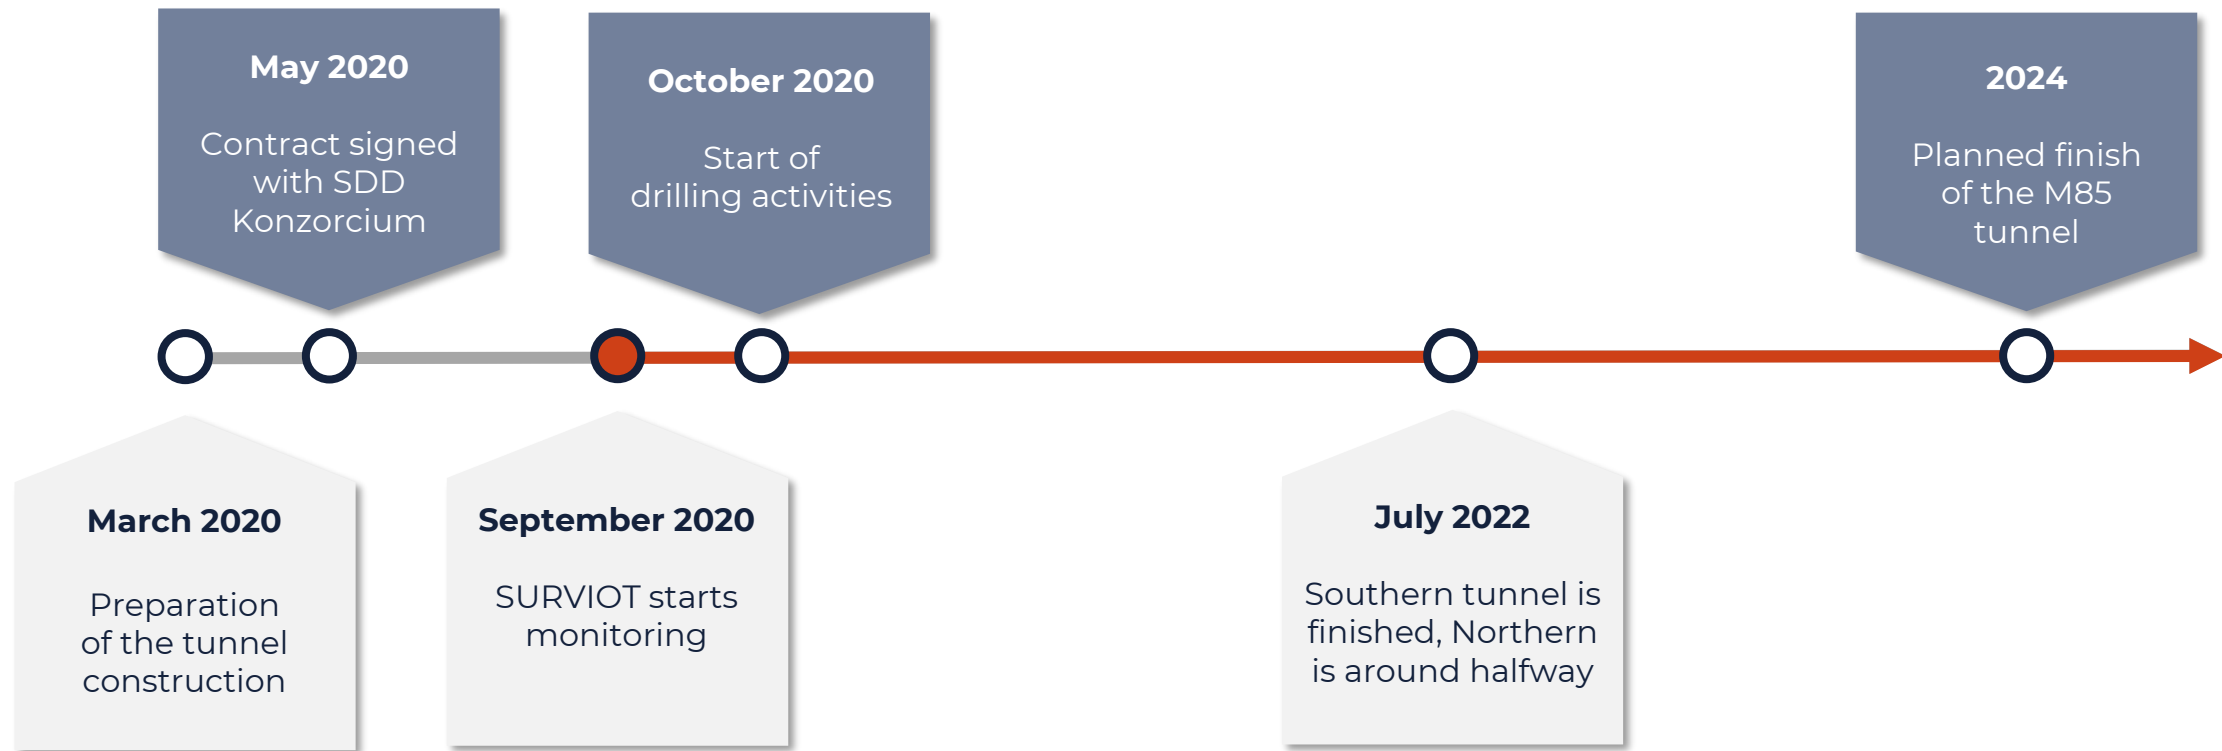 May 2020
Contract signed
with SDD
Konzorcium
October 2020
Start of
drilling activities
2024
Planned finish
of the M85
tunnel
March 2020
Preparation
of the tunnel
construction
September 2020
SURVIOT starts
monitoring
July 2022
Southern tunnel is
finished, Northern
is around halfway